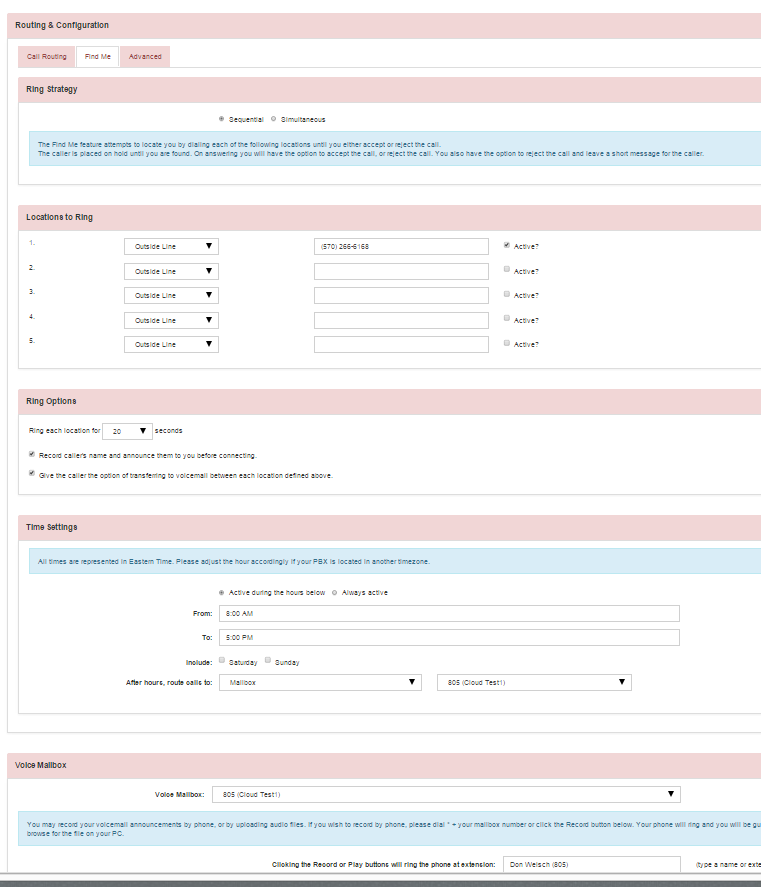 Routing & Configuration
Call Routing Find Me Advanced
Ring Strategy
Sequential Simultaneous
The Find Me feature attempts to locate you by dialing each of the following locations until you either accept or reject the call.
The caller is placed on hold until you are found. On answering you will have the option to accept the call, or reject the call. You also have the option to reject the call and leave a short message for the caller.
Locations to Ring
1. Outside Line (570) 266-6168 Active?
2. Outside Line Active?
3. Outside Line Active?
4. Outside Line Active?
5. Outside Line Active?
Ring Options
Ring each location for 20 seconds
Record caller's name and announce them to you before connecting.
Give the caller the option of transferring to voicemail between each location defined above.
Time Settings
All times are represented in Eastern Time. Please adjust the hour accordingly if your PBX is located in another timezone.
Active during the hours below Always active
From: 8:00 AM
To: 5:00 PM
Include: Saturday Sunday
After hours, route calls to: Mailbox 805 (Cloud Test1)
Voice Mailbox
Voice Mailbox: 805 (Cloud Test1)
You may record your voicemail announcements by phone, or by uploading audio files. If you wish to record by phone, please dial * + your mailbox number or click the Record button below. Your phone will ring and you will be gu
browse for the file on your PC.
Clicking the Record or Play buttons will ring the phone at extension: Don Welsch (805) (type a name or exte